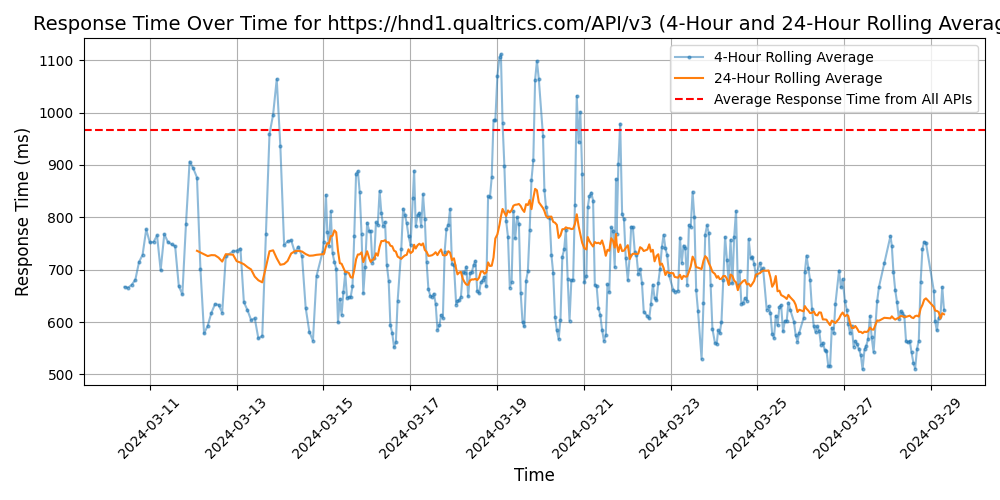 Response Time Over Time for https://hnd1.qualtrics.com/API/v3 (4-Hour and 24-Hour Rolling Averag
4-Hour Rolling Average
24-Hour Rolling Average
Average Response Time from All APIs
Response Time (ms)
1100
1000
900
800
700
600
500
2024-03-11
2024-03-13
2024-03-15
2024-03-17
2024-03-19
2024-03-21
2024-03-23
2024-03-25
2024-03-27
2024-03-29
Time